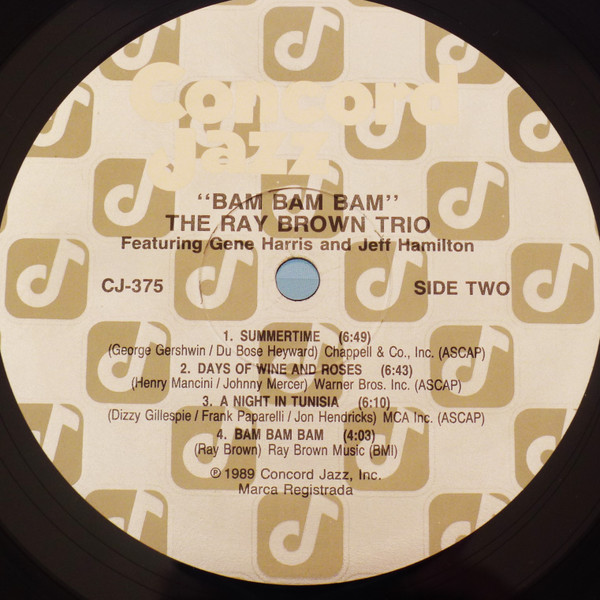 Concord
Jazz
"BAM BAM BAM"
THE RAY BROWN TRIO
Featuring Gene Harris and Jeff Hamilton
CJ-375 SIDE TWO
1. SUMMERTIME (6:49)
(George Gershwin / Du Bose Heyward) Chappell & Co., Inc. (ASCAP)
2. DAYS OF WINE AND ROSES (6:43)
(Henry Mancini / Johnny Mercer) Warner Bros. Inc. (ASCAP)
3. A NIGHT IN TUNISIA (6:10)
(Dizzy Gillespie / Frank Paparelli / Jon Hendricks) MCA Inc. (ASCAP)
4. BAM BAM BAM (4:03)
(Ray Brown) Ray Brown Music (BMI)
℗ 1989 Concord Jazz, Inc.
Marca Registrada